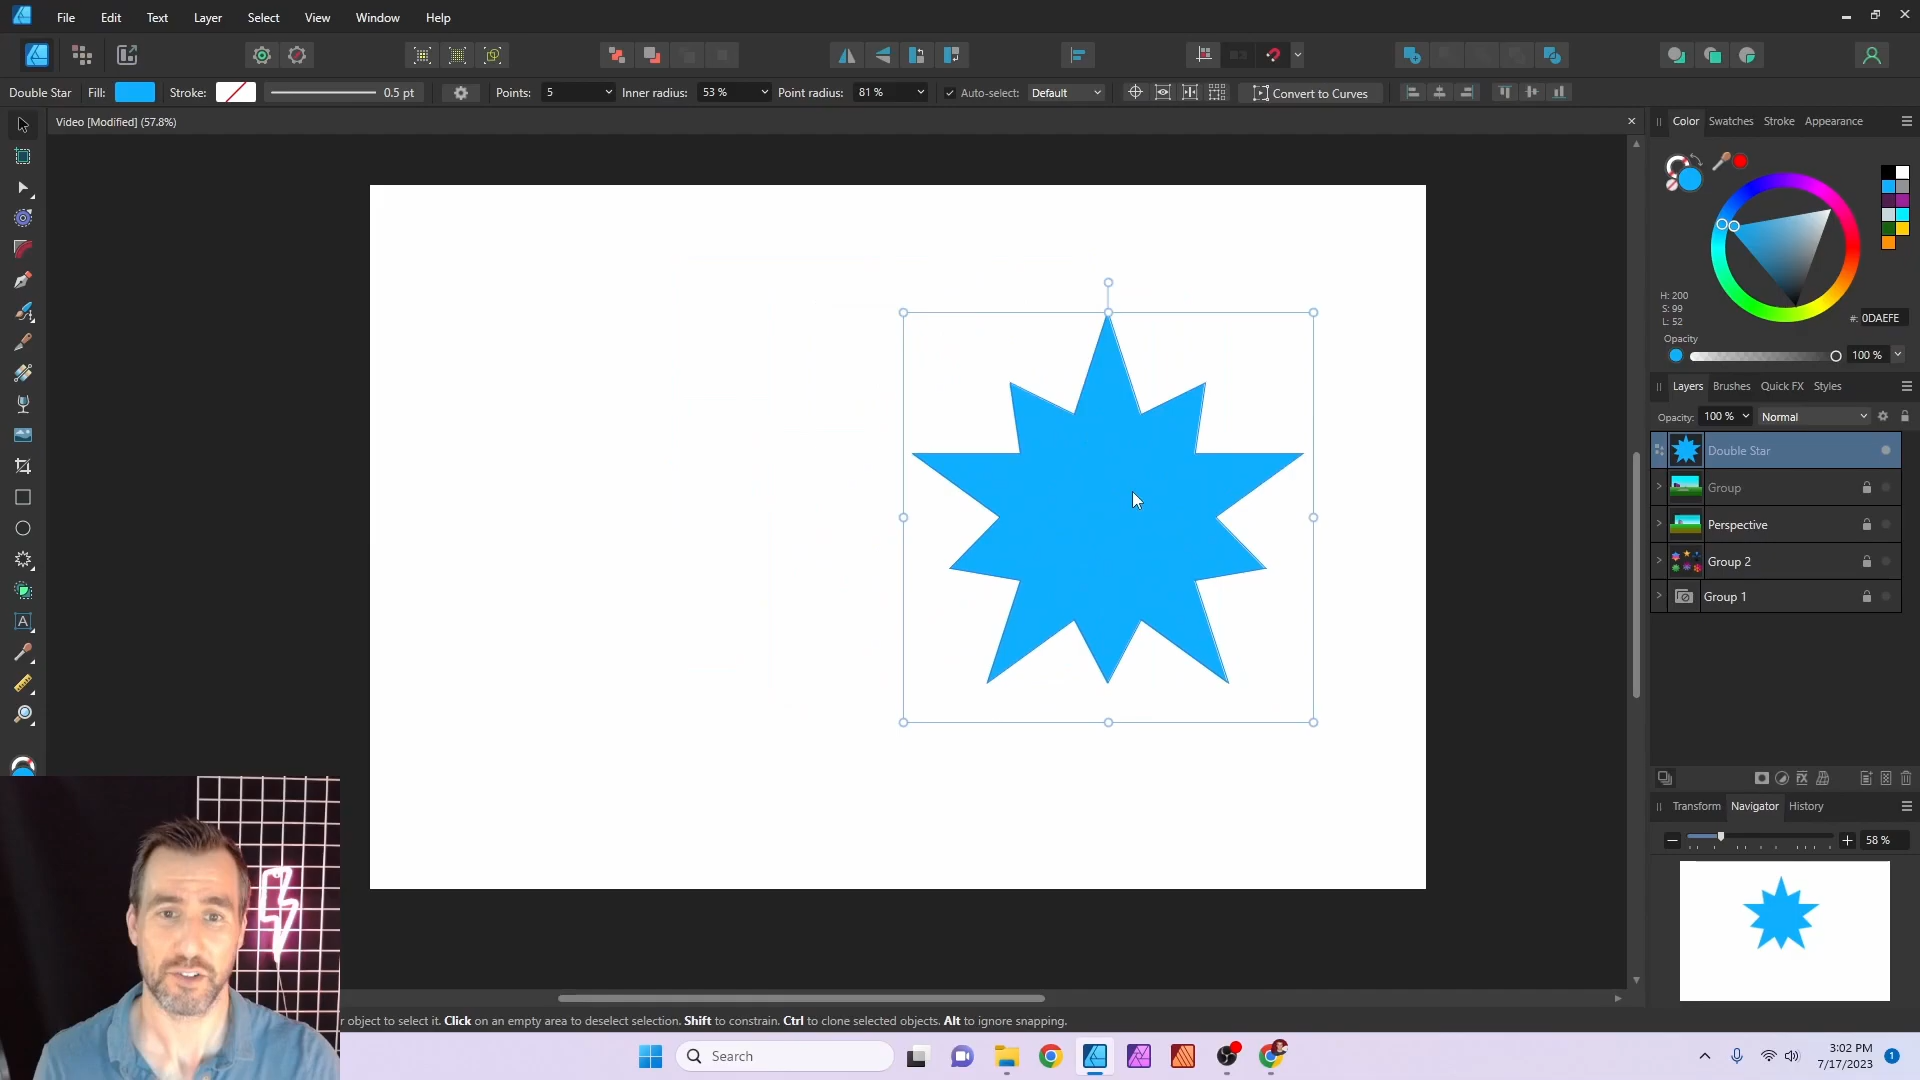 File Edit Text Layer Select View Window Help
Double Star Fill: Stroke: 0.5 pt Points: 5 Inner radius: 53 % Point radius: 81 % Auto-select: Default Convert to Curves
Video [Modified] (57.8%)
Color Swatches Stroke Appearance
H: 200
S: 99
L: 52
#: 0DAEFE
Opacity
100 %
Layers Brushes Quick FX Styles
Opacity: 100 % Normal
Double Star
Group
Perspective
Group 2
Group 1
Transform Navigator History
58 %
r object to select it. Click on an empty area to deselect selection. Shift to constrain. Ctrl to clone selected objects. Alt to ignore snapping.
Search
3:02 PM
7/17/2023
1